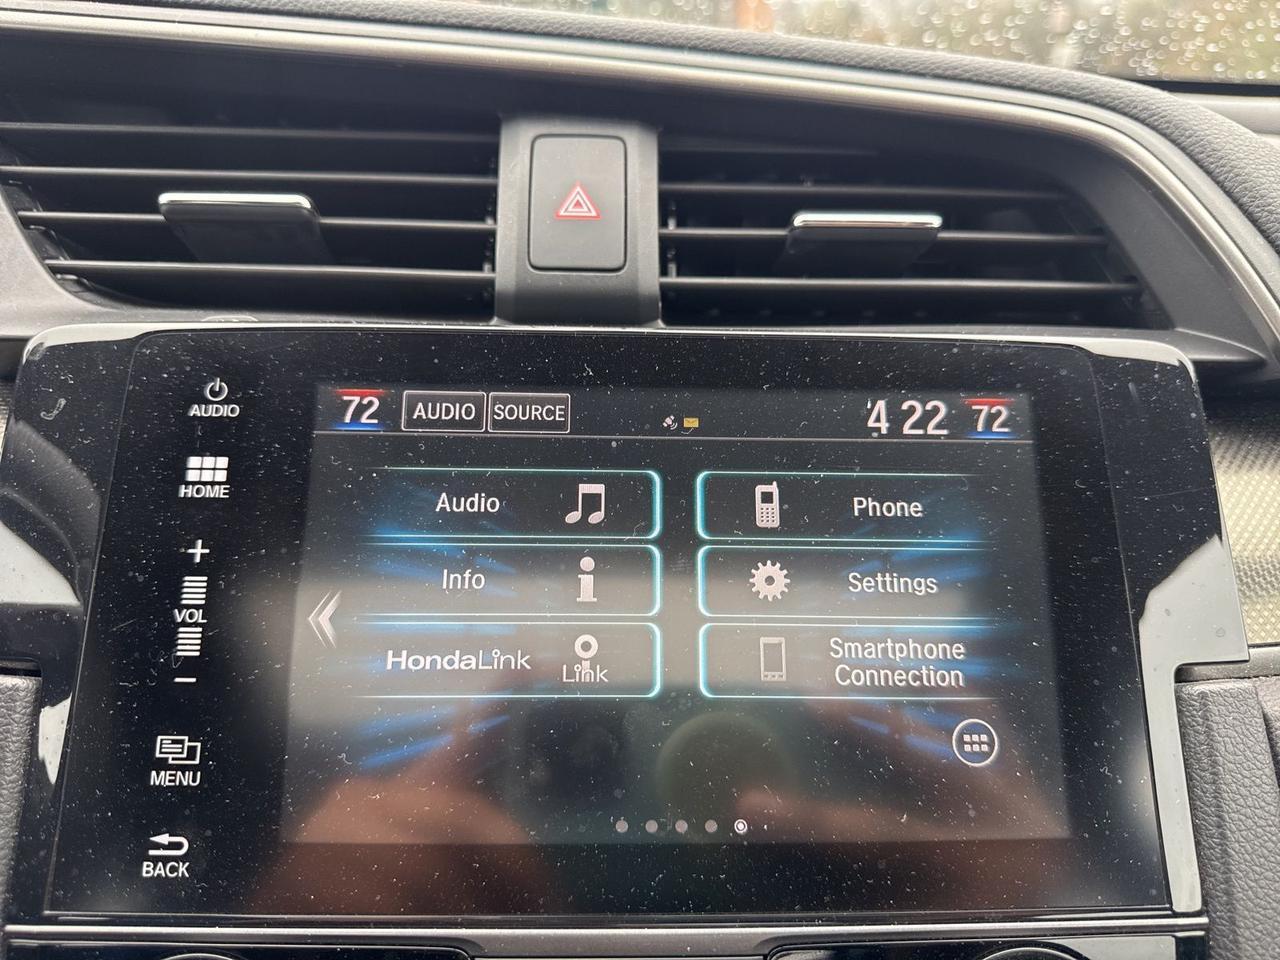 AUDIO
HOME
+
VOL
−
MENU
BACK
72 AUDIO SOURCE 4 22 72
Audio
Phone
Info
Settings
HondaLink
Link
Smartphone
Connection